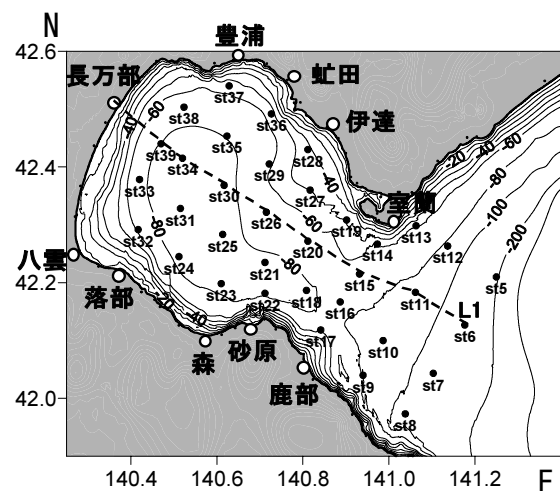 N
42.6
42.4
42.2
42.0
140.4
140.6
140.8
141.0
141.2
E
豊浦
長万部
虻田
伊達
室蘭
八雲
落部
森
砂原
鹿部
L1
st37
st38
st36
st35
st39
st34
st28
st29
st33
st30
st27
st31
st26
st19
st13
st32
st25
st20
st14
st12
st24
st21
st15
st5
st23
st22
st18
st16
st11
st6
st17
st10
st9
st7
st8
-40
-60
-80
-40
-60
-80
-20
-40
-20
-40
-60
-80
-100
-200